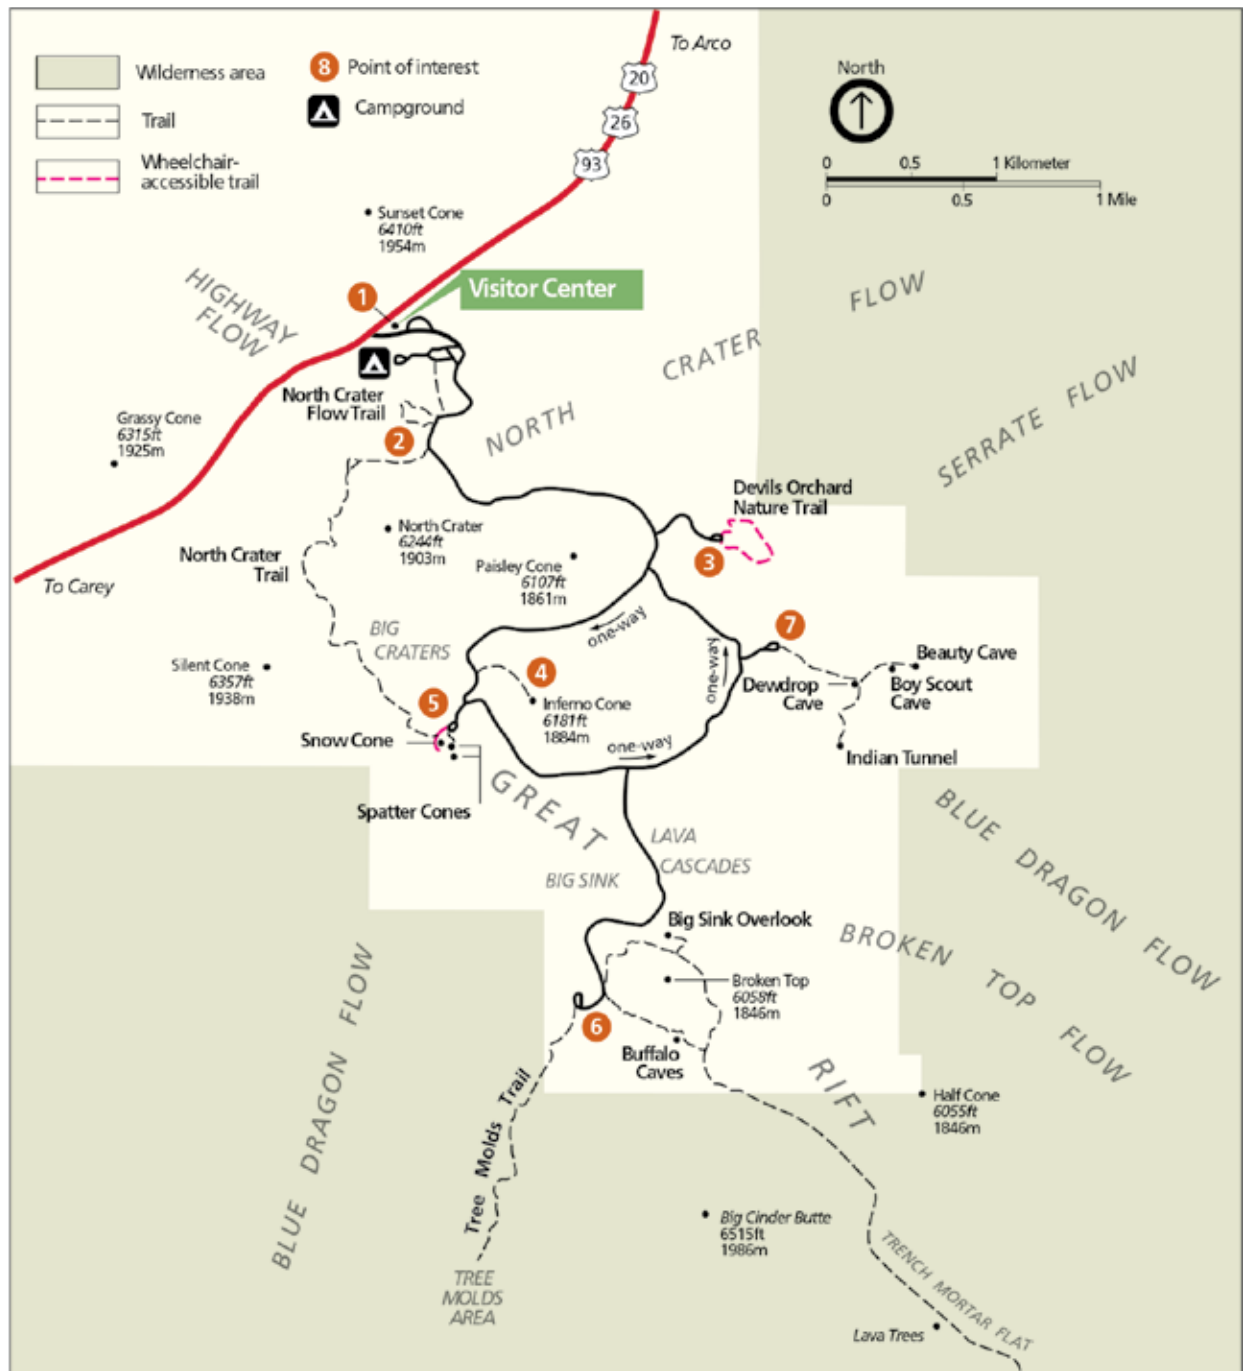 Wilderness area
Trail
Wheelchair-
accessible trail
8 Point of interest
Campground
To Arco
20
26
93
North
0 0.5 1 Kilometer
0 0.5 1 Mile
Sunset Cone
6410ft
1954m
HIGHWAY
FLOW
1
Visitor Center
NORTH CRATER FLOW
SERRATE FLOW
North Crater
Flow Trail
2
Grassy Cone
6315ft
1925m
To Carey
North Crater
Trail
North Crater
6244ft
1903m
Paisley Cone
6107ft
1861m
Devils Orchard
Nature Trail
3
one-way
7
BIG
CRATERS
Silent Cone
6357ft
1938m
4
Inferno Cone
6181ft
1884m
one-way
Beauty Cave
Boy Scout
Cave
Dewdrop
Cave
Indian Tunnel
5
Snow Cone
Spatter Cones
one-way
GREAT RIFT
LAVA
CASCADES
BIG SINK
BLUE DRAGON FLOW
BROKEN TOP FLOW
Big Sink Overlook
Broken Top
6058ft
1846m
6
Buffalo
Caves
BLUE DRAGON FLOW
Tree Molds Trail
TREE
MOLDS
AREA
Half Cone
6055ft
1846m
Big Cinder Butte
6515ft
1986m
TRENCH MORTAR FLAT
Lava Trees